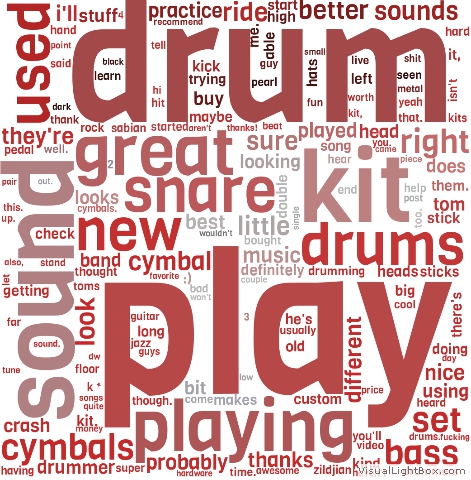 used
i'll stuff 4 practice ride start high better sounds
hand
point
said
recommend
tell
me.
able
guy
hard
it,
isn't
drum
black
learn
kick
trying
buy
maybe
hi
hit
pearl
hats
small
fun
live
left
worth
kit,
shit
seen
metal
yeah
that.
kits
dark
thank
rock sabian started aren't thanks! beat
they're
pedal well.
great
2
sure
looking
played head
song
hear
you.
came
piece
right
does
them.
pair out.
this.
up.
sound
looks
cymbals.
snare
double
single
kit
end
help
post
too.
tom
stick
check
new
best
wouldn't
little
bought
drums
also, stand
band
thought
cymbal
favorite :)
music
definitely
couple
drumming heads sticks
let
getting
toms
bad
won't
big
cool
there's
far
look
play
guitar
long
jazz
guys
3
he's
usually
old
different
doing
day
nice
using
heard
sound.
tune
dw
floor
k *
songs
quite
kit.
money
low
bit
come makes
custom
price
though.
crash
playing
set
drums. fucking
you'll
video
kind
bass
cymbals
having drummer super probably
hardware
thanks
time. awesome
zildjian
VisualLightBox.com